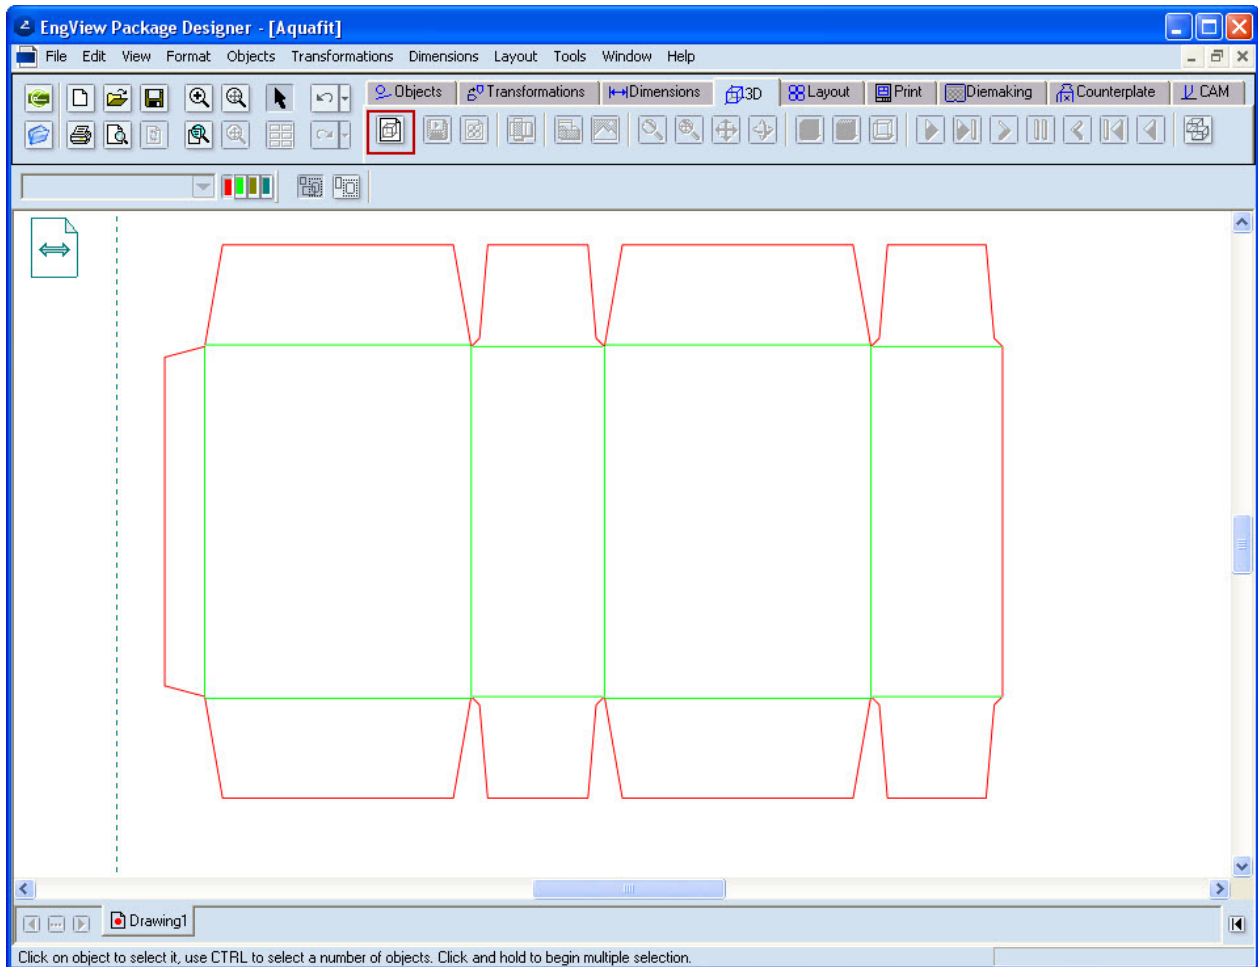 EngView Package Designer - [Aquafit]
File Edit View Format Objects Transformations Dimensions Layout Tools Window Help
Objects Transformations Dimensions 3D Layout Print Diemaking Counterplate CAM
Drawing1
Click on object to select it, use CTRL to select a number of objects. Click and hold to begin multiple selection.